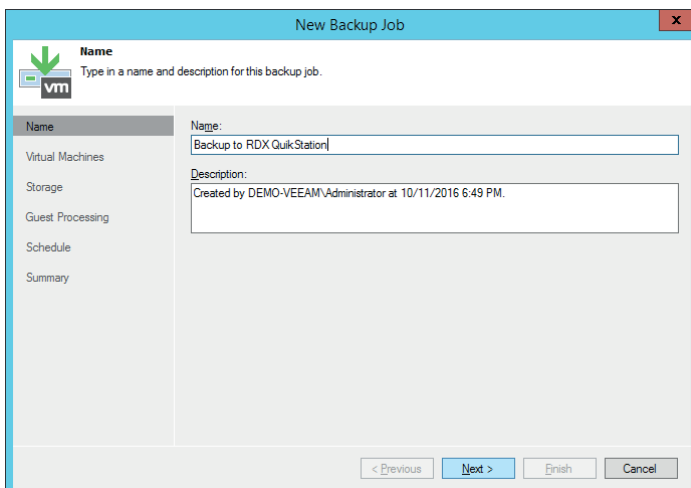 New Backup Job
x
Name
Type in a name and description for this backup job.
vm
Name
Virtual Machines
Storage
Guest Processing
Schedule
Summary
Name:
Backup to RDX QuikStation
Description:
Created by DEMO-VEEAM\Administrator at 10/11/2016 6:49 PM.
< Previous
Next >
Finish
Cancel